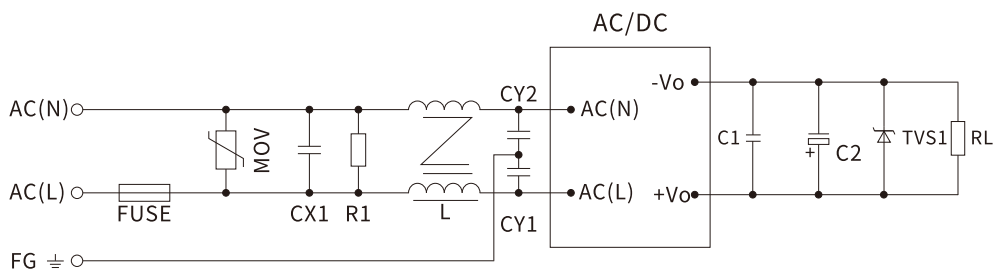 AC/DC
AC(N)
MOV
CY2
AC(N)
-Vo
C1
+
C2
TVS1
RL
AC(L)
FUSE
CX1
R1
L
CY1
AC(L)
+Vo
FG